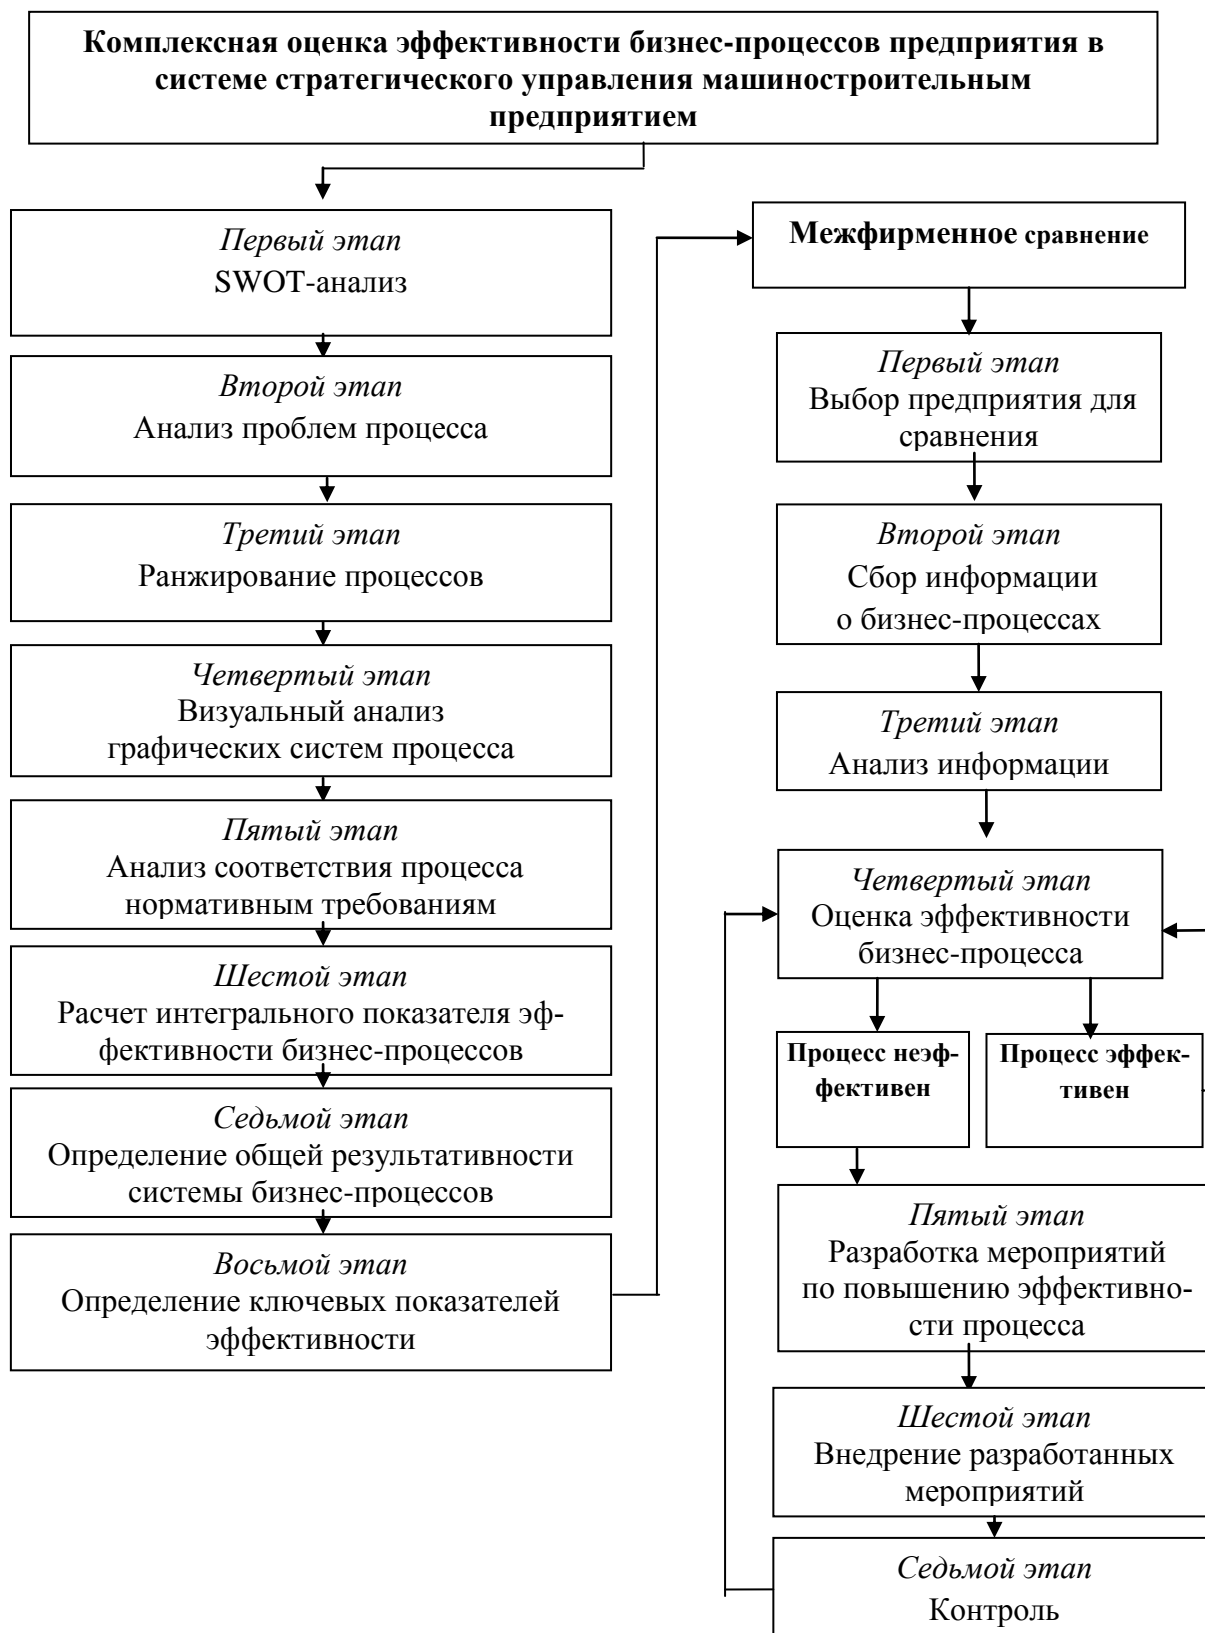 Комплексная оценка эффективности бизнес-процессов предприятия в
системе стратегического управления машиностроительным
предприятием
Первый этап
SWOT-анализ
Второй этап
Анализ проблем процесса
Третий этап
Ранжирование процессов
Четвертый этап
Визуальный анализ
графических систем процесса
Пятый этап
Анализ соответствия процесса
нормативным требованиям
Шестой этап
Расчет интегрального показателя эф-
фективности бизнес-процессов
Седьмой этап
Определение общей результативности
системы бизнес-процессов
Восьмой этап
Определение ключевых показателей
эффективности
Межфирменное сравнение
Первый этап
Выбор предприятия для
сравнения
Второй этап
Сбор информации
о бизнес-процессах
Третий этап
Анализ информации
Четвертый этап
Оценка эффективности
бизнес-процесса
Процесс неэф-
фективен
Процесс эффек-
тивен
Пятый этап
Разработка мероприятий
по повышению эффективно-
сти процесса
Шестой этап
Внедрение разработанных
мероприятий
Седьмой этап
Контроль